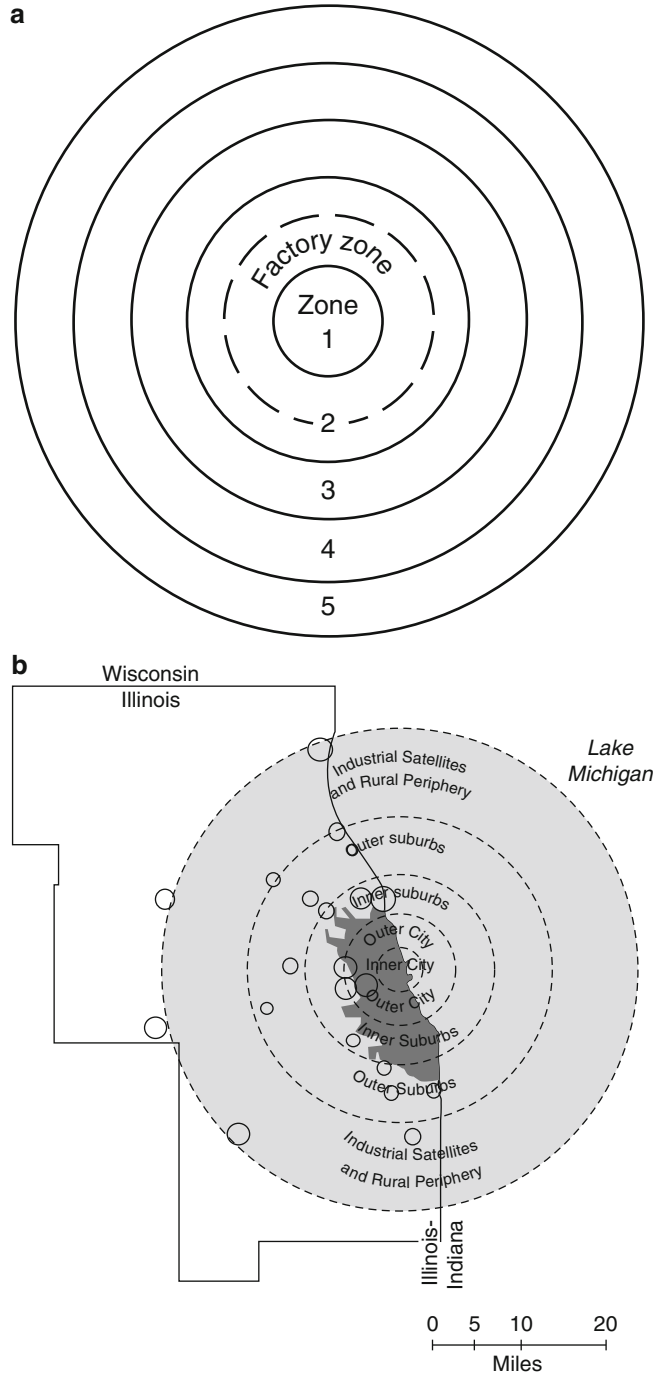 a
Factory zone
Zone
1
2
3
4
5
b
Wisconsin
Illinois
Lake
Michigan
Industrial Satellites
and Rural Periphery
Outer suburbs
Inner suburbs
Outer City
Inner City
Outer City
Inner Suburbs
Outer Suburbs
Industrial Satellites
and Rural Periphery
Illinois-
Indiana
0 5 10 20
Miles